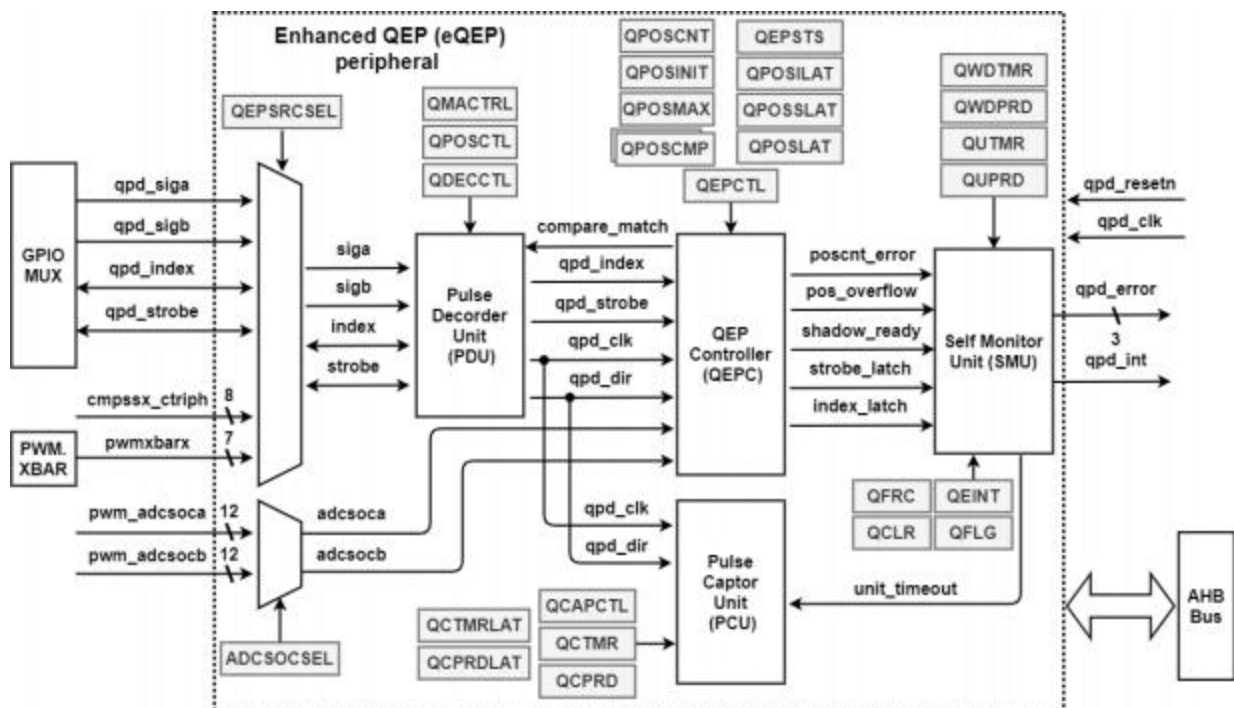 Enhanced QEP (eQEP)
peripheral
QEPSRCSEL
QMACTRL
QPOSCTL
QDECCTL
QPOSCNT
QPOSINIT
QPOSMAX
QPOSCMP
QEPSTS
QPOSILAT
QPOSSLAT
QPOSLAT
QEPCTL
QWDTMR
QWDPRD
QUTMR
QUPRD
GPIO
MUX
qpd_siga
qpd_sigb
qpd_index
qpd_strobe
cmpssx_ctriph
8
PWM.
XBAR
pwmxbarx
7
pwm_adcsoca
12
pwm_adcsocb
12
siga
sigb
index
strobe
adcsoca
adcsocb
ADCSOCSEL
Pulse
Decorder
Unit
(PDU)
compare_match
qpd_index
qpd_strobe
qpd_clk
qpd_dir
qpd_clk
qpd_dir
QEP
Controller
(QEPC)
Pulse
Captor
Unit
(PCU)
QCTMRLAT
QCPRDLAT
QCAPCTL
QCTMR
QCPRD
poscnt_error
pos_overflow
shadow_ready
strobe_latch
index_latch
Self Monitor
Unit (SMU)
QFRC
QEINT
QCLR
QFLG
unit_timeout
qpd_resetn
qpd_clk
qpd_error
3
qpd_int
AHB
Bus